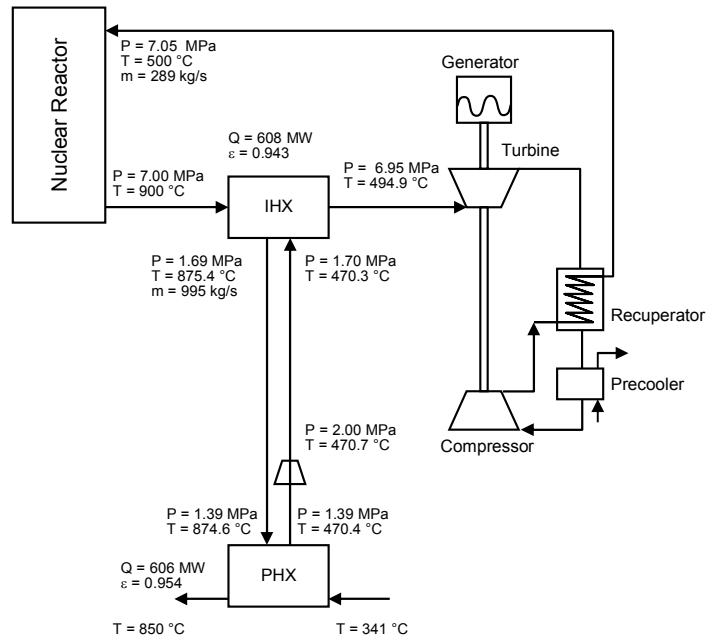 Nuclear Reactor
P = 7.05 MPa
T = 500 °C
m = 289 kg/s
Generator
Q = 608 MW
ε = 0.943
Turbine
P = 7.00 MPa
T = 900 °C
P = 6.95 MPa
T = 494.9 °C
IHX
P = 1.69 MPa
T = 875.4 °C
m = 995 kg/s
P = 1.70 MPa
T = 470.3 °C
Recuperator
Precooler
P = 2.00 MPa
T = 470.7 °C
Compressor
P = 1.39 MPa
T = 874.6 °C
P = 1.39 MPa
T = 470.4 °C
Q = 606 MW
ε = 0.954
PHX
T = 850 °C
T = 341 °C